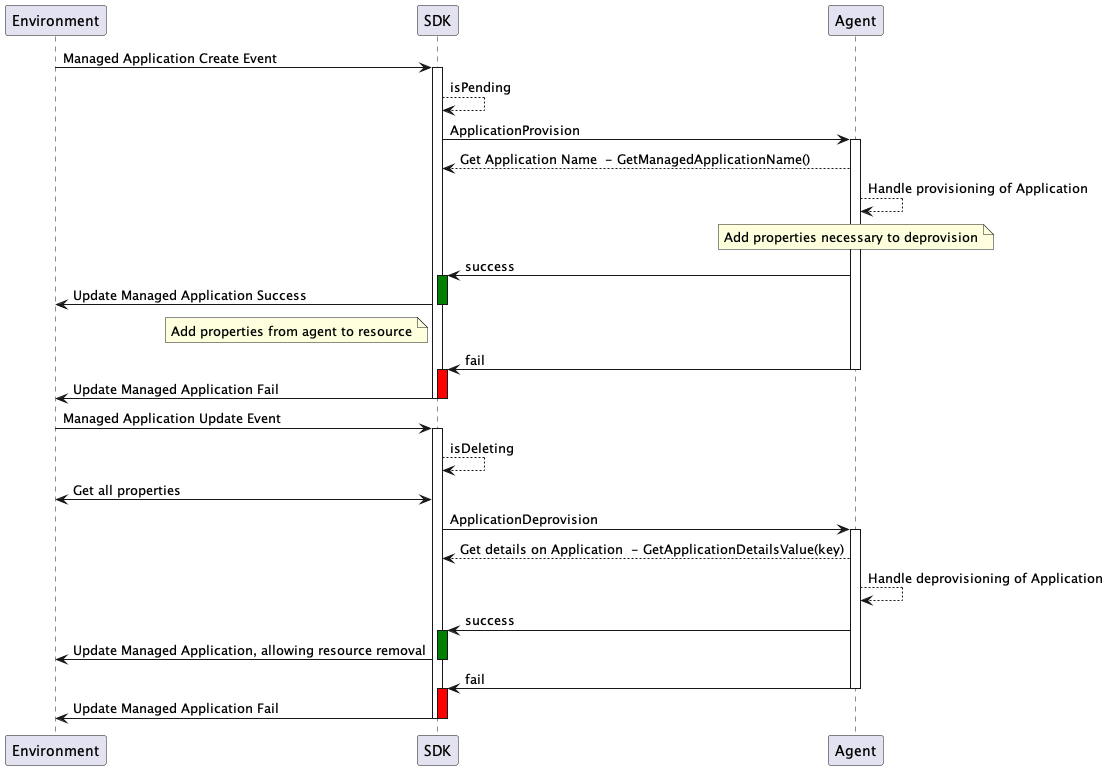 Environment
SDK
Agent
Managed Application Create Event
isPending
ApplicationProvision
Get Application Name - GetManagedApplicationName()
Handle provisioning of Application
Add properties necessary to deprovision
success
Update Managed Application Success
Add properties from agent to resource
fail
Update Managed Application Fail
Managed Application Update Event
isDeleting
Get all properties
ApplicationDeprovision
Get details on Application - GetApplicationDetailsValue(key)
Handle deprovisioning of Application
success
Update Managed Application, allowing resource removal
fail
Update Managed Application Fail
Environment
SDK
Agent